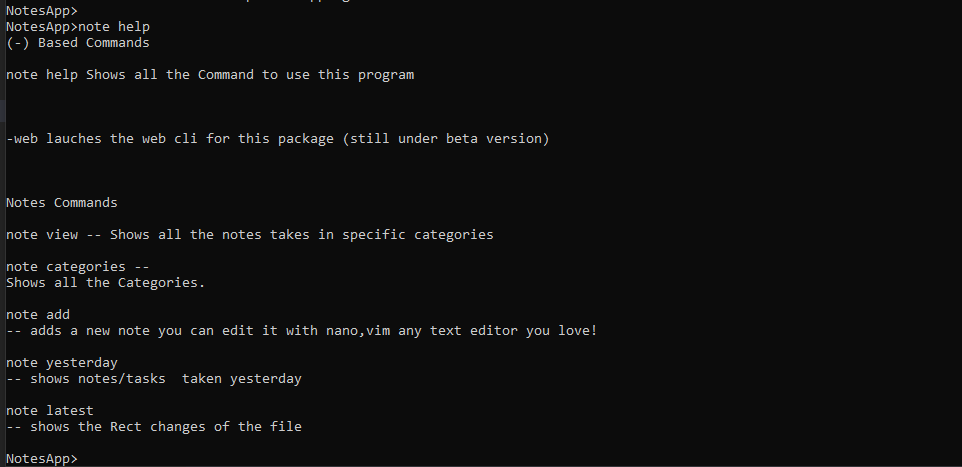 NotesApp>
NotesApp>note help
(-) Based Commands
note help Shows all the Command to use this program
-web lauches the web cli for this package (still under beta version)
Notes Commands
note view -- Shows all the notes takes in specific categories
note categories --
Shows all the Categories.
note add
-- adds a new note you can edit it with nano,vim any text editor you love!
note yesterday
-- shows notes/tasks  taken yesterday
note latest
-- shows the Rect changes of the file
NotesApp>